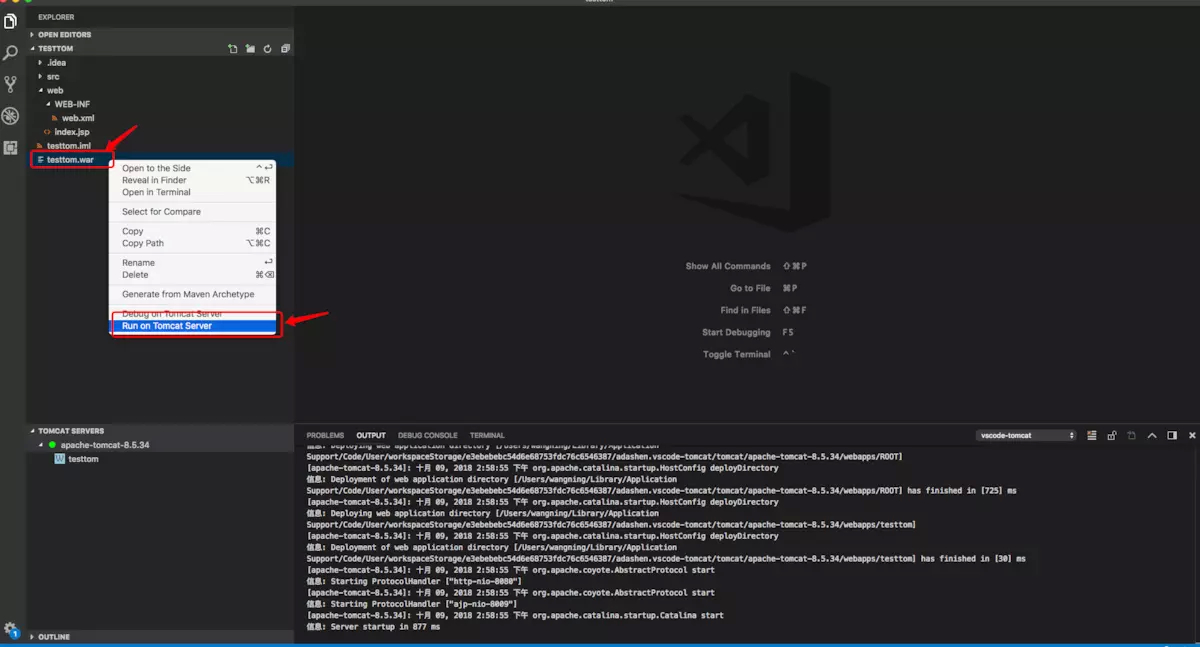 testtom
EXPLORER
OPEN EDITORS
TESTTOM
.idea
src
web
WEB-INF
web.xml
index.jsp
testtom.iml
testtom.war
Open to the Side ^↩
Reveal in Finder ⌥⌘R
Open in Terminal
Select for Compare
Copy ⌘C
Copy Path ⌥⌘C
Rename ↩
Delete ⌘⌫
Generate from Maven Archetype
Debug on Tomcat Server
Run on Tomcat Server
Show All Commands ⇧⌘P
Go to File ⌘P
Find in Files ⇧⌘F
Start Debugging F5
Toggle Terminal ^`
TOMCAT SERVERS
apache-tomcat-8.5.34
testtom
OUTLINE
1
PROBLEMS OUTPUT DEBUG CONSOLE TERMINAL vscode-tomcat
信息: Deploying web application directory [/Users/wangning/Library/Application
Support/Code/User/workspaceStorage/e3ebebebc54d6e68753fdc76c6546387/adashen.vscode-tomcat/tomcat/apache-tomcat-8.5.34/webapps/ROOT]
[apache-tomcat-8.5.34]: 十月 09, 2018 2:58:55 下午 org.apache.catalina.startup.HostConfig deployDirectory
信息: Deployment of web application directory [/Users/wangning/Library/Application
Support/Code/User/workspaceStorage/e3ebebebc54d6e68753fdc76c6546387/adashen.vscode-tomcat/tomcat/apache-tomcat-8.5.34/webapps/ROOT] has finished in [725] ms
[apache-tomcat-8.5.34]: 十月 09, 2018 2:58:55 下午 org.apache.catalina.startup.HostConfig deployDirectory
信息: Deploying web application directory [/Users/wangning/Library/Application
Support/Code/User/workspaceStorage/e3ebebebc54d6e68753fdc76c6546387/adashen.vscode-tomcat/tomcat/apache-tomcat-8.5.34/webapps/testtom]
[apache-tomcat-8.5.34]: 十月 09, 2018 2:58:55 下午 org.apache.catalina.startup.HostConfig deployDirectory
信息: Deployment of web application directory [/Users/wangning/Library/Application
Support/Code/User/workspaceStorage/e3ebebebc54d6e68753fdc76c6546387/adashen.vscode-tomcat/tomcat/apache-tomcat-8.5.34/webapps/testtom] has finished in [30] ms
[apache-tomcat-8.5.34]: 十月 09, 2018 2:58:55 下午 org.apache.coyote.AbstractProtocol start
信息: Starting ProtocolHandler ["http-nio-8080"]
[apache-tomcat-8.5.34]: 十月 09, 2018 2:58:55 下午 org.apache.coyote.AbstractProtocol start
信息: Starting ProtocolHandler ["ajp-nio-8009"]
[apache-tomcat-8.5.34]: 十月 09, 2018 2:58:55 下午 org.apache.catalina.startup.Catalina start
信息: Server startup in 877 ms